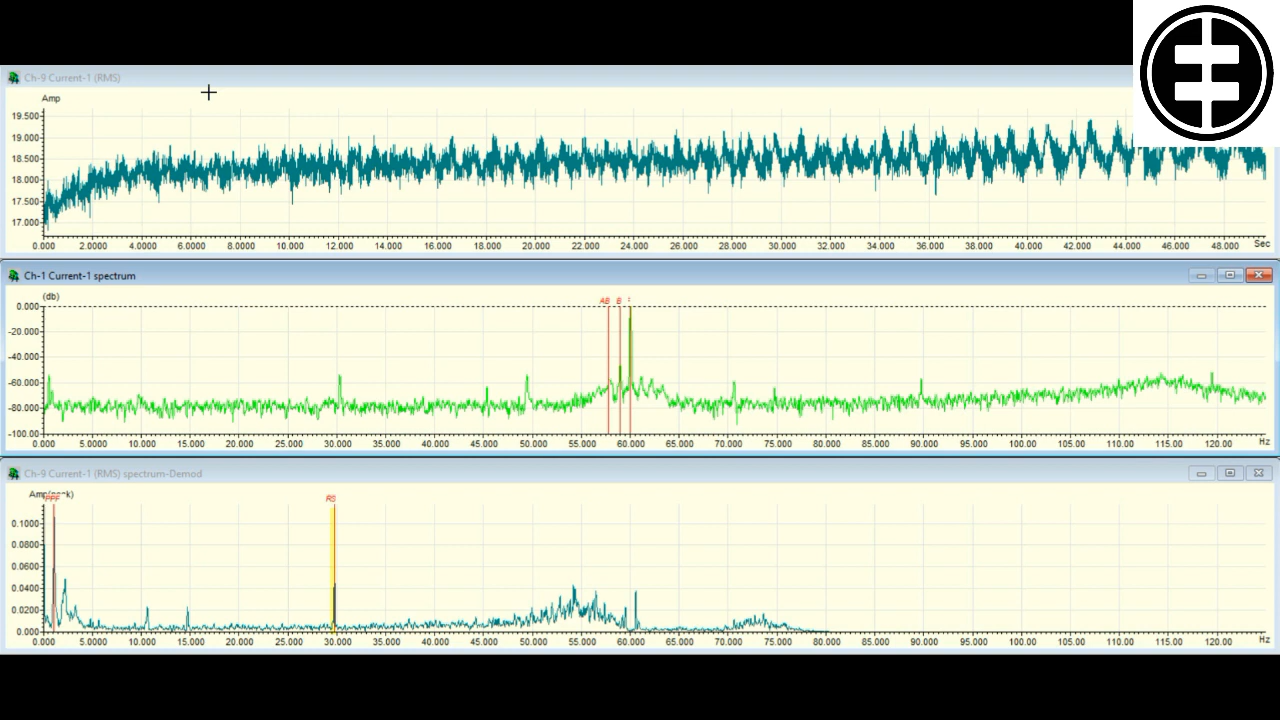 Ch-9 Current-1 (RMS)
Amp
19.500
19.000
18.500
18.000
17.500
17.000
0.000 2.0000 4.0000 6.0000 8.0000 10.000 12.000 14.000 16.000 18.000 20.000 22.000 24.000 26.000 28.000 30.000 32.000 34.000 36.000 38.000 40.000 42.000 44.000 46.000 48.000 Sec
Ch-1 Current-1 spectrum
(db)
AB B
0.000
-20.000
-40.000
-60.000
-80.000
-100.00
0.000 5.0000 10.000 15.000 20.000 25.000 30.000 35.000 40.000 45.000 50.000 55.000 60.000 65.000 70.000 75.000 80.000 85.000 90.000 95.000 100.00 105.00 110.00 115.00 120.00 Hz
Ch-9 Current-1 (RMS) spectrum-Demod
RS
0.1000
0.0800
0.0600
0.0400
0.0200
0.000
0.000 5.0000 10.000 15.000 20.000 25.000 30.000 35.000 40.000 45.000 50.000 55.000 60.000 65.000 70.000 75.000 80.000 85.000 90.000 95.000 100.00 105.00 110.00 115.00 120.00 Hz